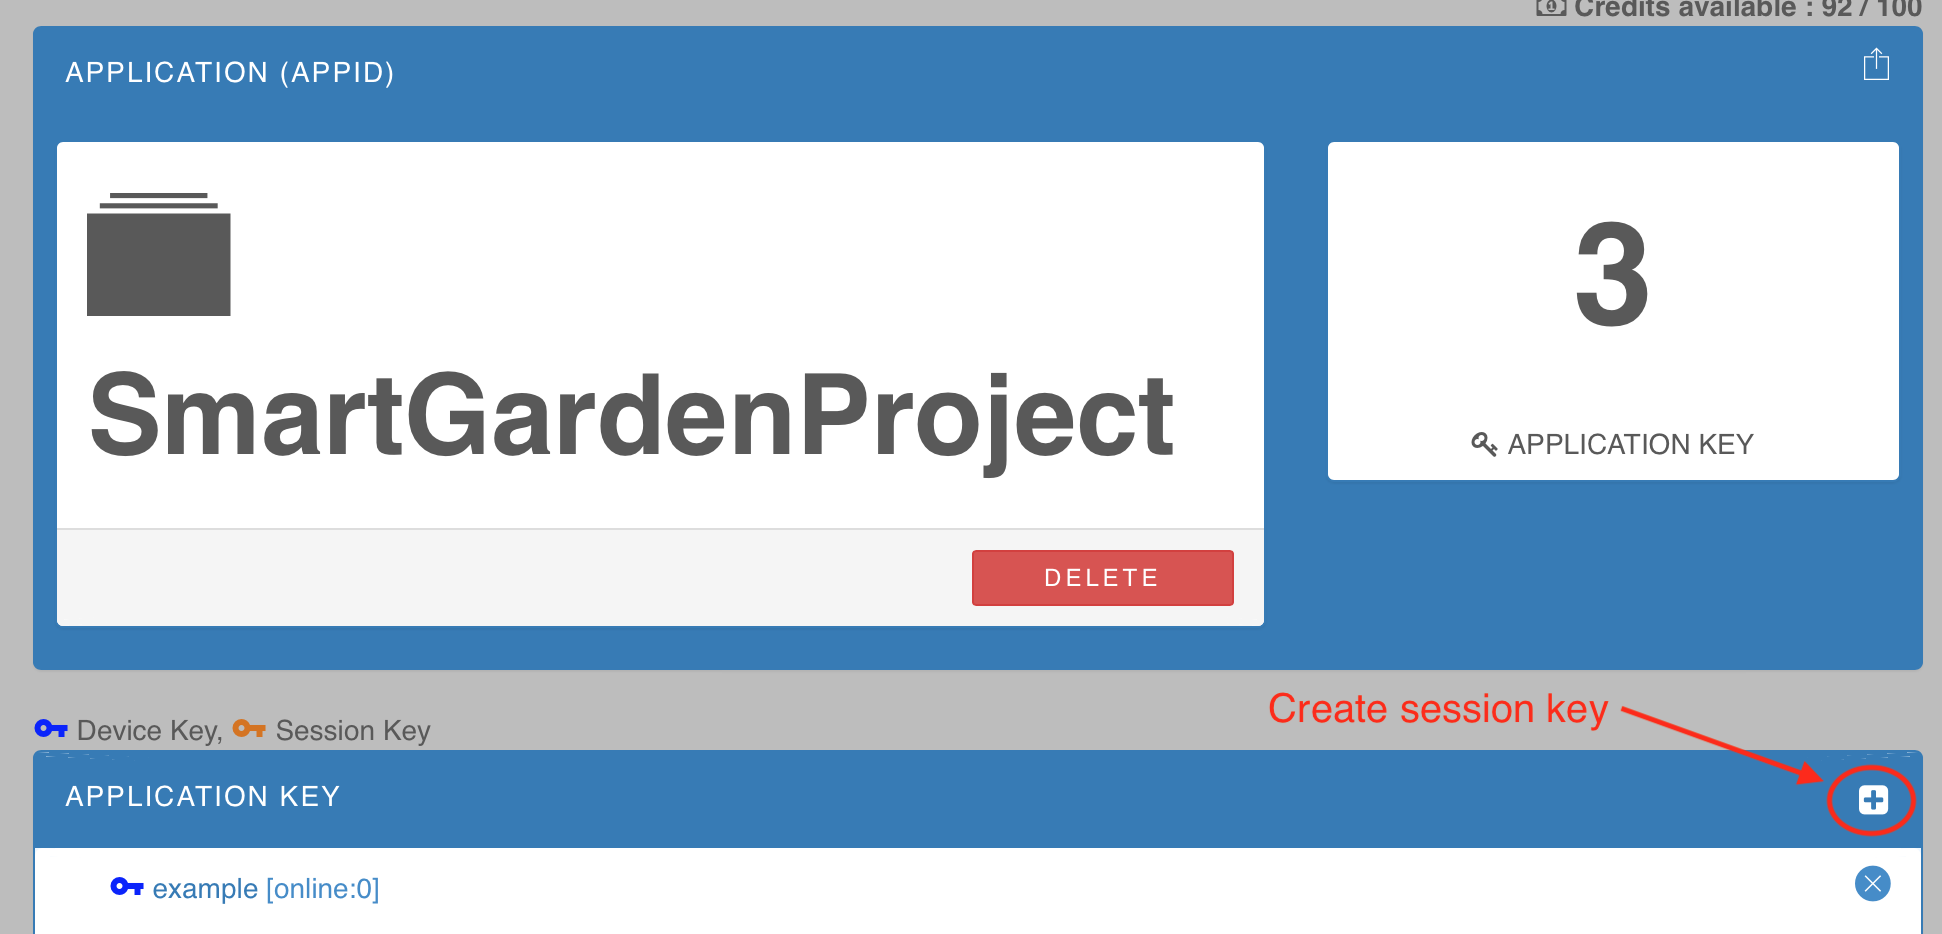 Credits available : 92 / 100
APPLICATION (APPID)
3
SmartGardenProject
APPLICATION KEY
DELETE
Create session key
Device Key, Session Key
APPLICATION KEY
example [online:0]